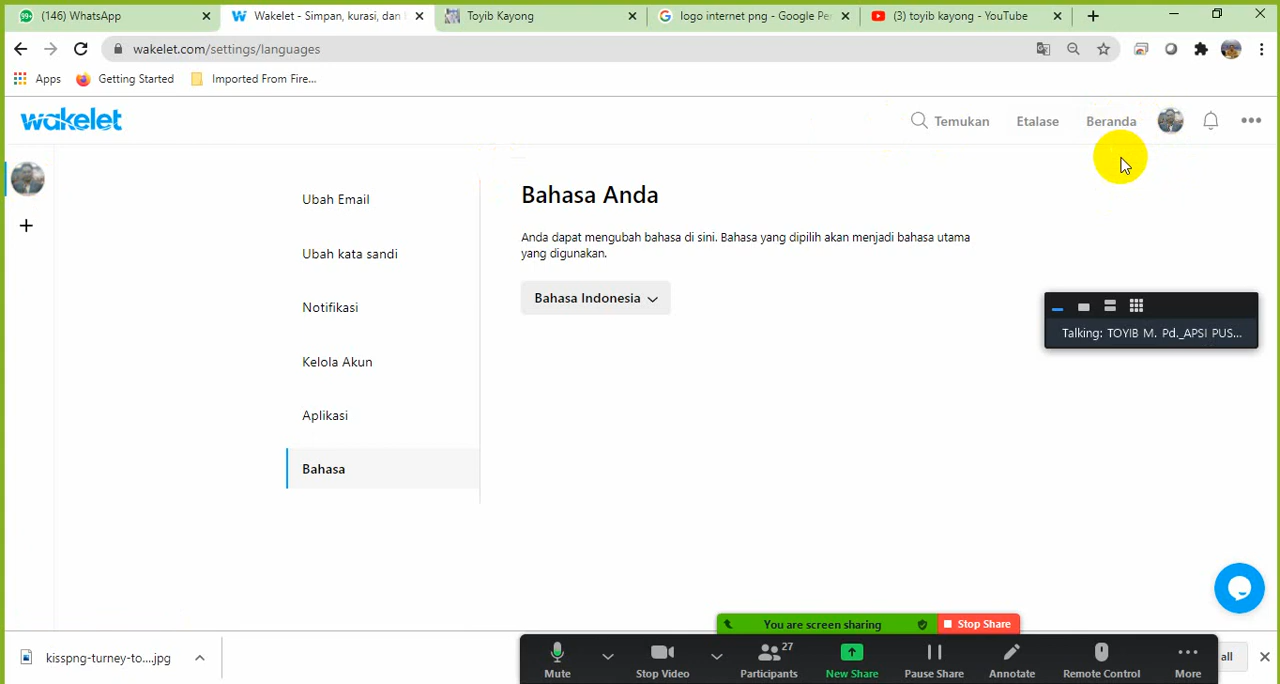 99+ (146) WhatsApp
Wakelet - Simpan, kurasi, dan
Toyib Kayong
logo internet png - Google Pe
(3) toyib kayong - YouTube
wakelet.com/settings/languages
Apps
Getting Started
Imported From Fire...
wakelet
Temukan
Etalase
Beranda
Ubah Email
Ubah kata sandi
Notifikasi
Kelola Akun
Aplikasi
Bahasa
Bahasa Anda
Anda dapat mengubah bahasa di sini. Bahasa yang dipilih akan menjadi bahasa utama
yang digunakan.
Bahasa Indonesia
Talking: TOYIB M. Pd._APSI PUS...
You are screen sharing
Stop Share
kisspng-turney-to....jpg
Mute
Stop Video
27
Participants
New Share
Pause Share
Annotate
Remote Control
More
all